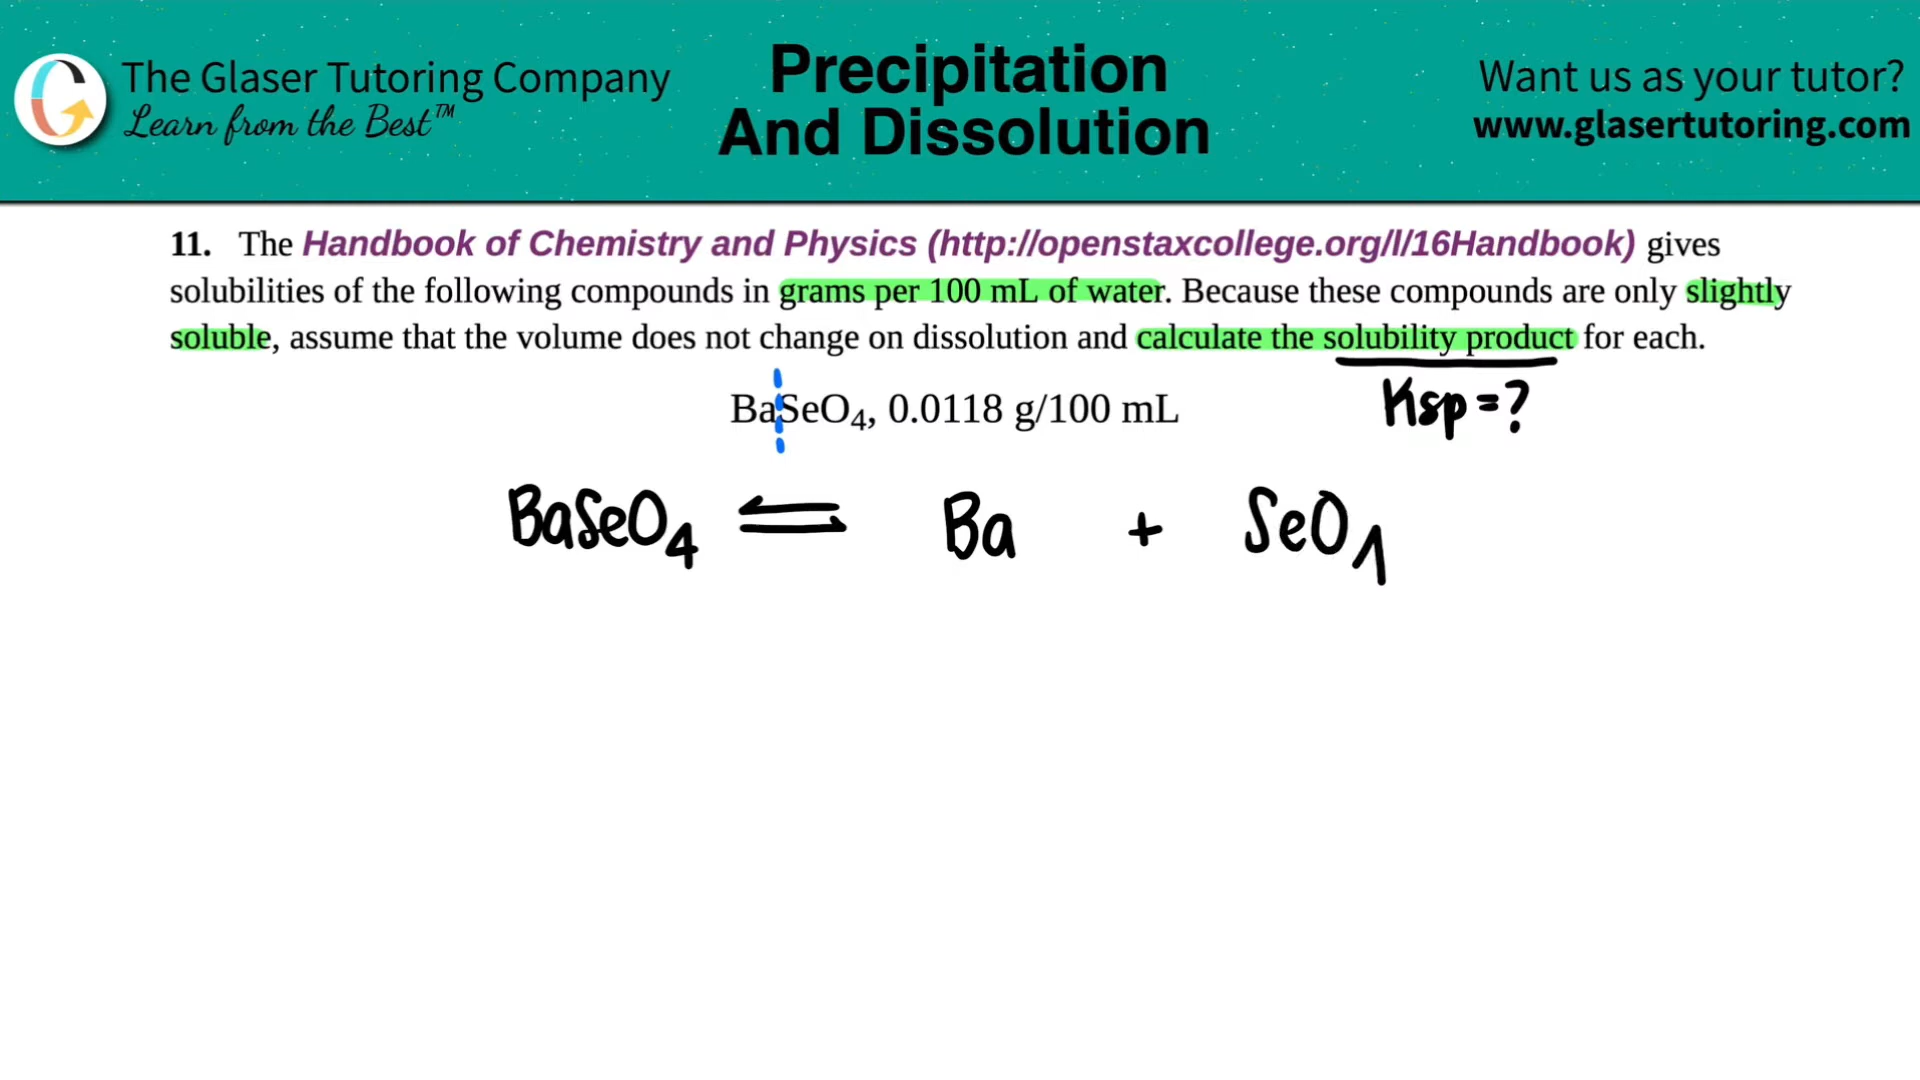 The Glaser Tutoring Company
Learn from the Best™
Precipitation
And Dissolution
Want us as your tutor?
www.glasertutoring.com
11. The Handbook of Chemistry and Physics (http://openstaxcollege.org/l/16Handbook) gives
solubilities of the following compounds in grams per 100 mL of water. Because these compounds are only slightly
soluble, assume that the volume does not change on dissolution and calculate the solubility product for each.
BaSeO₄, 0.0118 g/100 mL
Ksp=?
BaSeO₄ ⇌ Ba + SeO